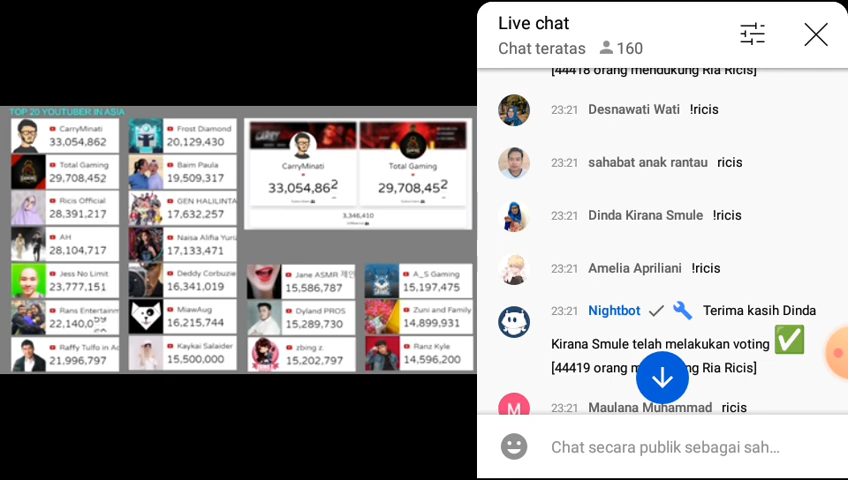 TOP 20 YOUTUBER IN ASIA
CarryMinati
33,054,862
Total Gaming
29,708,452
Ricis Official
28,391,217
AH
28,104,717
Jess No Limit
23,777,151
Rans Entertainm
22,140,0
Raffy Tulfo in Ac
21,996,797
Frost Diamond
20,129,430
Baim Paula
19,509,317
GEN HALILINTA
17,632,257
Naisa Alifia Yuri
17,133,471
Deddy Corbuzie
16,341,019
MiawAug
16,215,744
Kaykai Salaider
15,500,000
CarryMinati
33,054,862
Total Gaming
29,708,452
3,346,410
Jane ASMR 제인
15,586,787
Dyland PROS
15,289,730
zbing z.
15,202,797
A_S Gaming
15,197,475
Zuni and Family
14,899,931
Ranz Kyle
14,596,200
Live chat
Chat teratas 160
[44418 orang mendukung Ria Ricis]
23:21 Desnawati Wati !ricis
23:21 sahabat anak rantau ricis
23:21 Dinda Kirana Smule !ricis
23:21 Amelia Apriliani !ricis
23:21 Nightbot Terima kasih Dinda
Kirana Smule telah melakukan voting
[44419 orang m ng Ria Ricis]
M 23:21 Maulana Muhammad ricis
Chat secara publik sebagai sah...